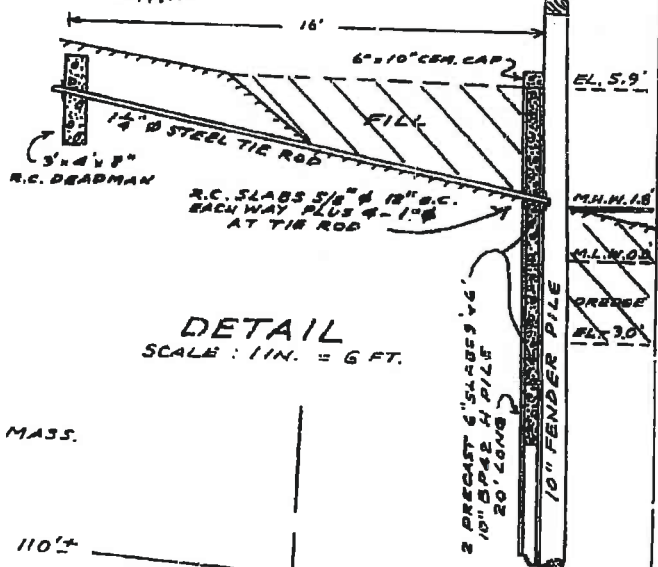 16'
6" x 10" CEM. CAP
EL. 5.9'
FILL
1¼" Ø STEEL TIE ROD
3' x 4' x 8"
R.C. DEADMAN
R.C. SLABS 5/8" Ø 12" o.c.
EACH WAY PLUS 4-1" Ø
AT TIE ROD
M.H.W. 1.8'
M.L.W. 0.0'
DREDGE
EL.-3.0'
DETAIL
SCALE : 1 IN. = 6 FT.
2 PRECAST 6" SLABS 9' x 6'
10" BP42 H PILE
20' LONG
10" FENDER PILE
MASS.
110'±